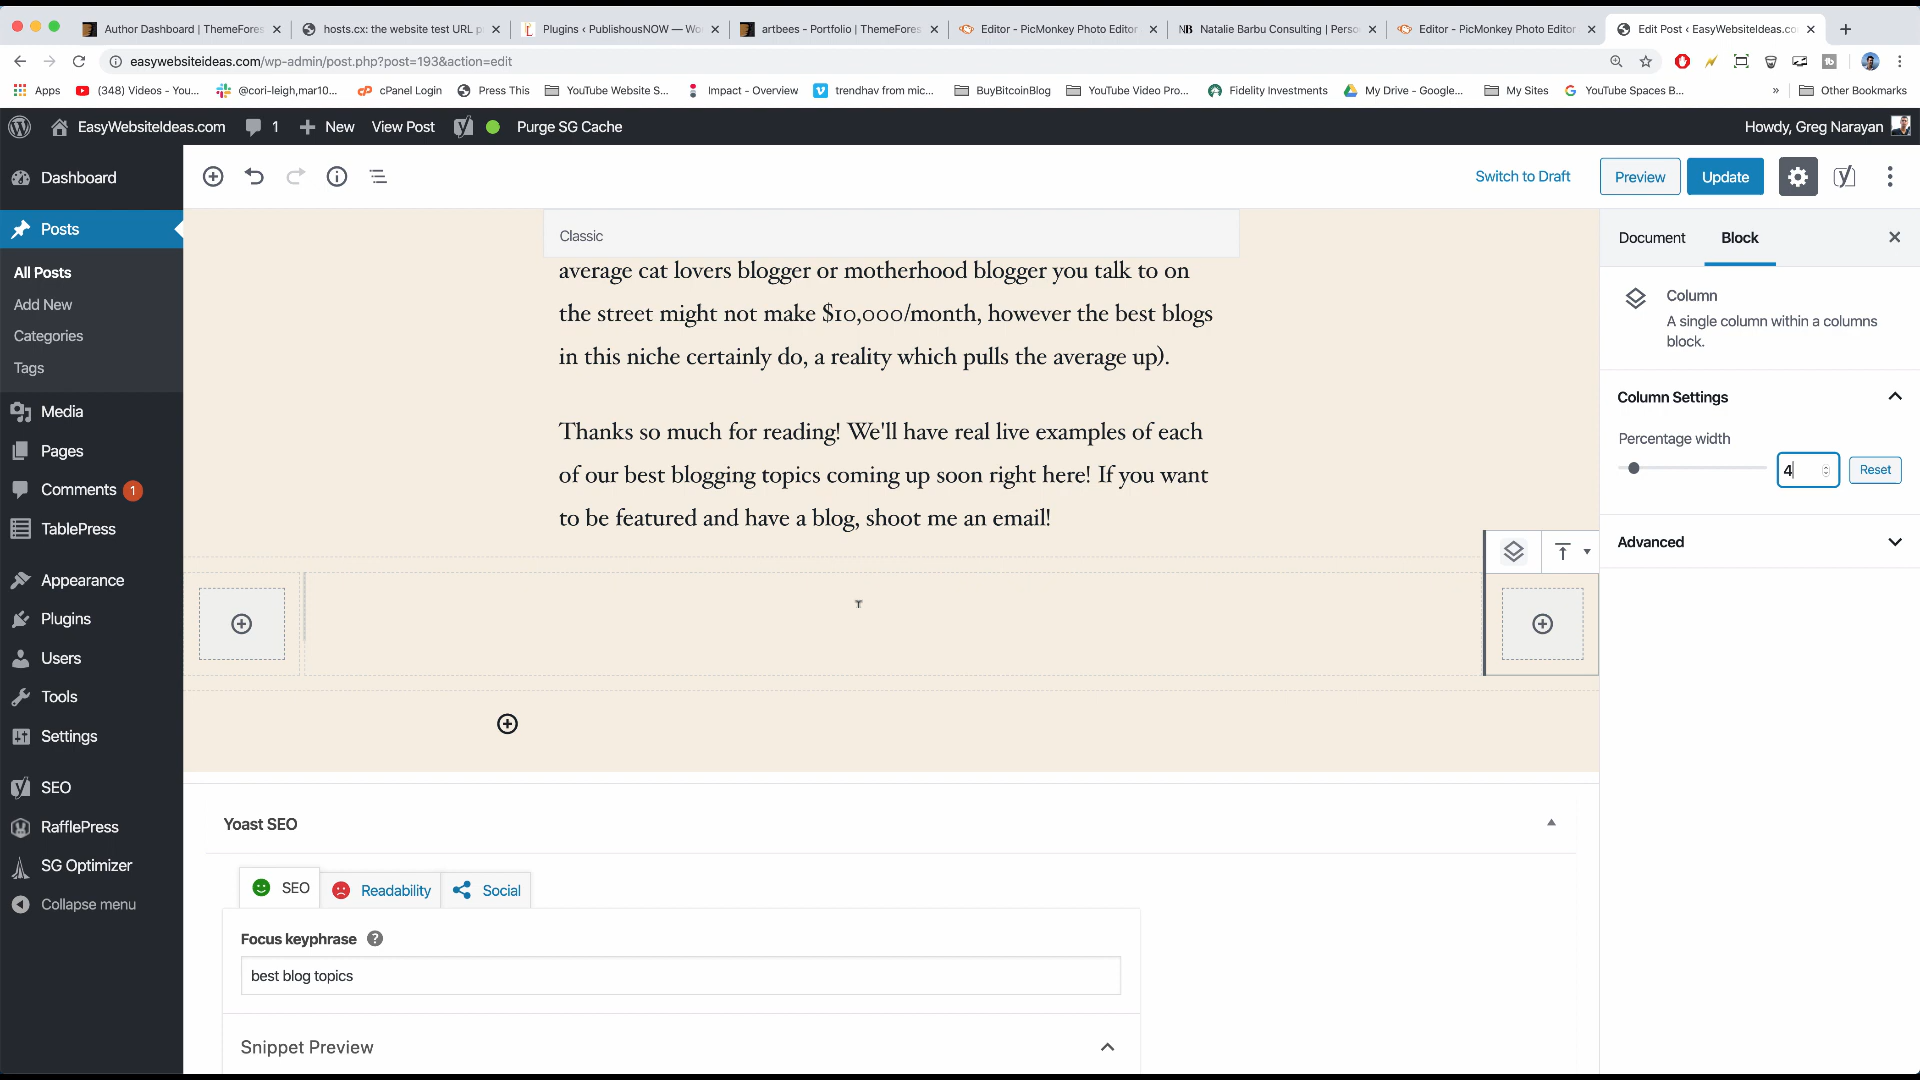 Author Dashboard | ThemeFores
hosts.cx: the website test URL p
Plugins ‹ PublishousNOW — Wo
artbees - Portfolio | ThemeFores
Editor - PicMonkey Photo Editor
NB Natalie Barbu Consulting | Perso
Editor - PicMonkey Photo Editor
Edit Post ‹ EasyWebsiteIdeas.co
easywebsiteideas.com/wp-admin/post.php?post=193&action=edit
Apps
(348) Videos - You...
@cori-leigh,mar10...
cPanel Login
Press This
YouTube Website S...
Impact - Overview
trendhav from mic...
BuyBitcoinBlog
YouTube Video Pro...
Fidelity Investments
My Drive - Google...
My Sites
YouTube Spaces B...
»
Other Bookmarks
EasyWebsiteIdeas.com
1
New
View Post
Purge SG Cache
Howdy, Greg Narayan
Dashboard
Posts
All Posts
Add New
Categories
Tags
Media
Pages
Comments 1
TablePress
Appearance
Plugins
Users
Tools
Settings
SEO
RafflePress
SG Optimizer
Collapse menu
Switch to Draft
Preview
Update
Classic
average cat lovers blogger or motherhood blogger you talk to on
the street might not make $10,000/month, however the best blogs
in this niche certainly do, a reality which pulls the average up).
Thanks so much for reading! We'll have real live examples of each
of our best blogging topics coming up soon right here! If you want
to be featured and have a blog, shoot me an email!
Document
Block
Column
A single column within a columns
block.
Column Settings
Percentage width
4
Reset
Advanced
Yoast SEO
SEO
Readability
Social
Focus keyphrase
best blog topics
Snippet Preview